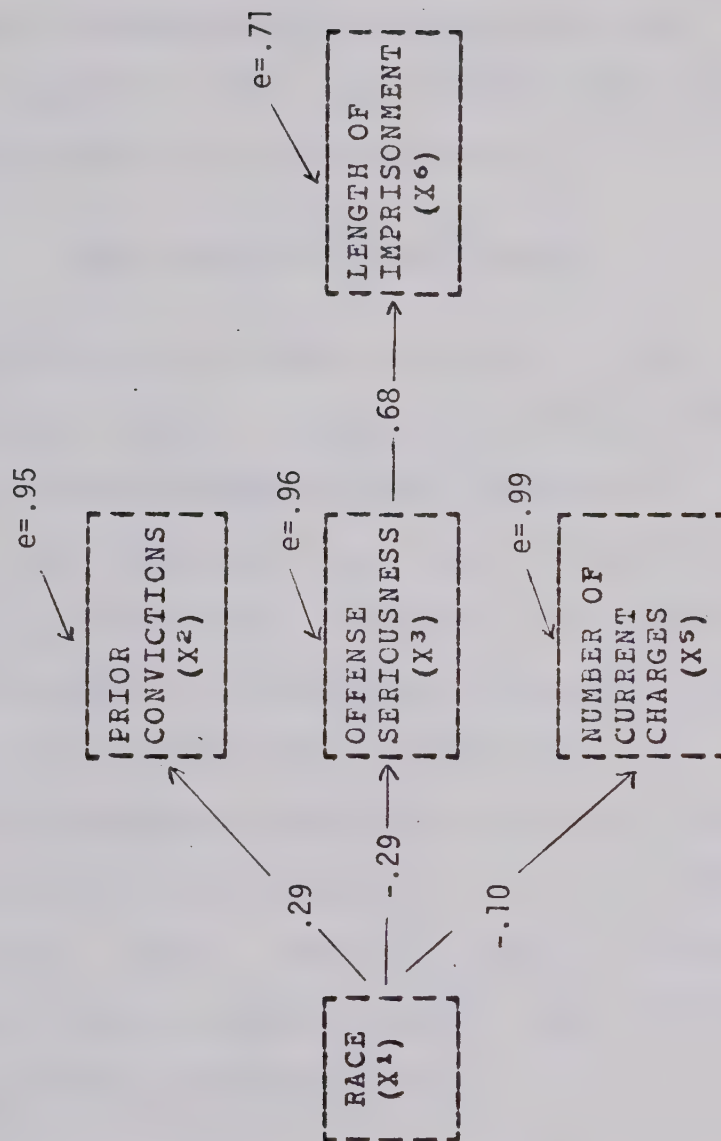 e=.95
PRIOR
CONVICTIONS
(X2)
.29
e=.96
RACE
(X1)
-.29
OFFENSE
SERIOUSNESS
(X3)
.68
e=.71
LENGTH OF
IMPRISONMENT
(X6)
-.10
e=.99
NUMBER OF
CURRENT
CHARGES
(X5)